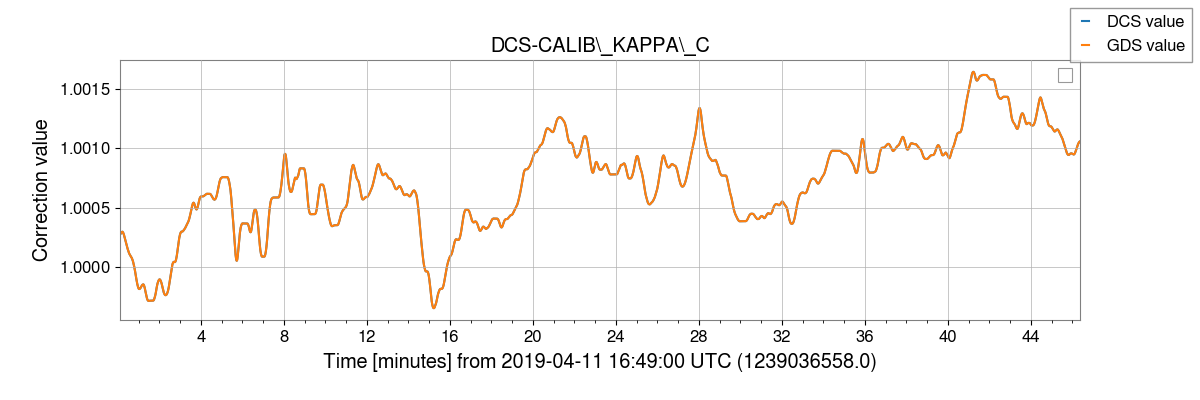 DCS value
GDS value
DCS-CALIB\_KAPPA\_C
Correction value
1.0015
1.0010
1.0005
1.0000
4 8 12 16 20 24 28 32 36 40 44
Time [minutes] from 2019-04-11 16:49:00 UTC (1239036558.0)